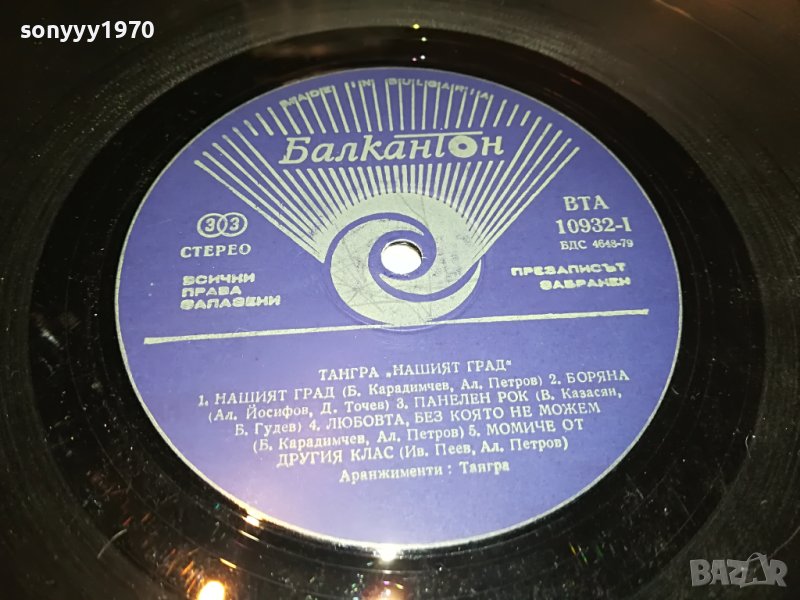 sonyyy1970
MADE IN BULGARIA
Балкантон
33
СТЕРЕО
ВСИЧКИ
ПРАВА
ЗАПАЗЕНИ
ВТА
10932-I
БДС 4648-79
ПРЕЗАПИСЪТ
ЗАБРАНЕН
ТАНГРА „НАШИЯТ ГРАД“
1. НАШИЯТ ГРАД (Б. Карадимчев, Ал. Петров) 2. БОРЯНА
(Ал. Йосифов, Д. Точев) 3. ПАНЕЛЕН РОК (В. Казасян,
Б. Гудев) 4. ЛЮБОВТА, БЕЗ КОЯТО НЕ МОЖЕМ
(Б. Карадимчев, Ал. Петров) 5. МОМИЧЕ ОТ
ДРУГИЯ КЛАС (Ив. Пеев, Ал. Петров)
Аранжименти: Тангра
BAZAR
bg